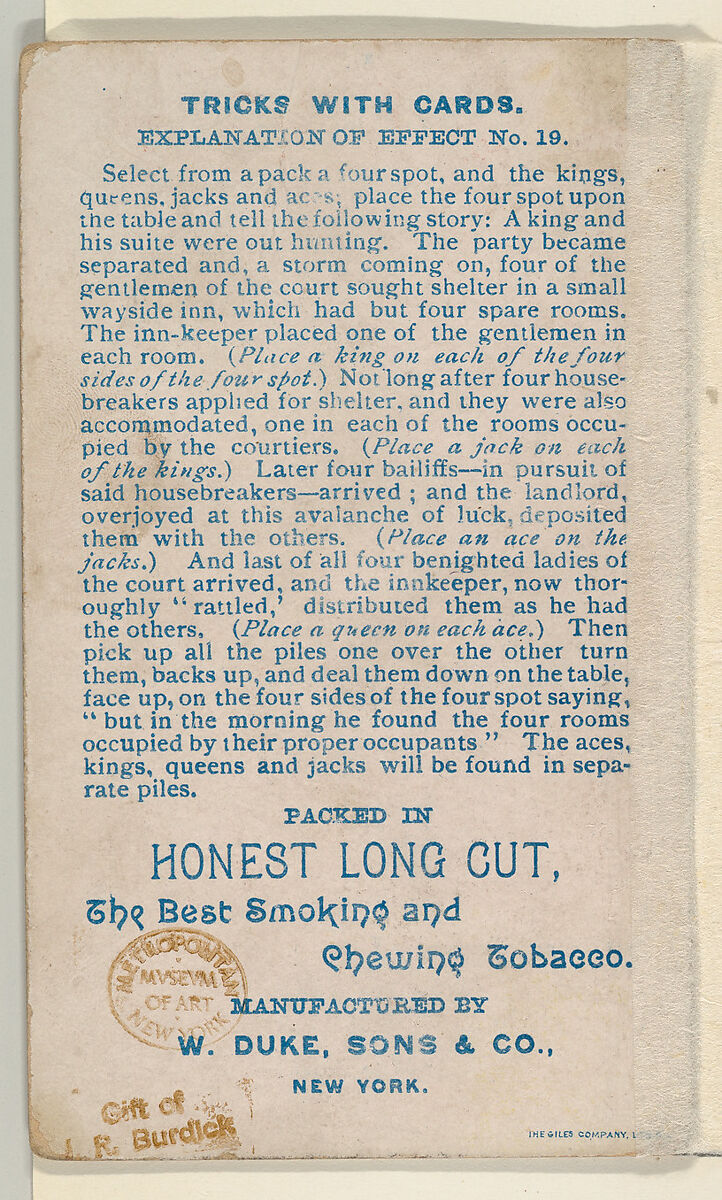 TRICKS WITH CARDS.
EXPLANATION OF EFFECT No. 19.
Select from a pack a four spot, and the kings,
queens, jacks and aces; place the four spot upon
the table and tell the following story: A king and
his suite were out hunting. The party became
separated and, a storm coming on, four of the
gentlemen of the court sought shelter in a small
wayside inn, which had but four spare rooms.
The inn-keeper placed one of the gentlemen in
each room. (Place a king on each of the four
sides of the four spot.) Not long after four house-
breakers applied for shelter, and they were also
accommodated, one in each of the rooms occu-
pied by the courtiers. (Place a jack on each
of the kings.) Later four bailiffs—in pursuit of
said housebreakers—arrived ; and the landlord,
overjoyed at this avalanche of luck, deposited
them with the others. (Place an ace on the
jacks.) And last of all four benighted ladies of
the court arrived, and the innkeeper, now thor-
oughly “rattled,’ distributed them as he had
the others. (Place a queen on each ace.) Then
pick up all the piles one over the other turn
them, backs up, and deal them down on the table,
face up, on the four sides of the four spot saying,
“ but in the morning he found the four rooms
occupied by their proper occupants ” The aces,
kings, queens and jacks will be found in sepa-
rate piles.
PACKED IN
HONEST LONG CUT,
The Best Smoking and
Chewing Tobacco.
METROPOLITAN
MVSEVM
OF ART
NEW YORK
MANUFACTURED BY
W. DUKE, SONS & CO.,
NEW YORK.
Gift of
R. Burdick
THE GILES COMPANY,